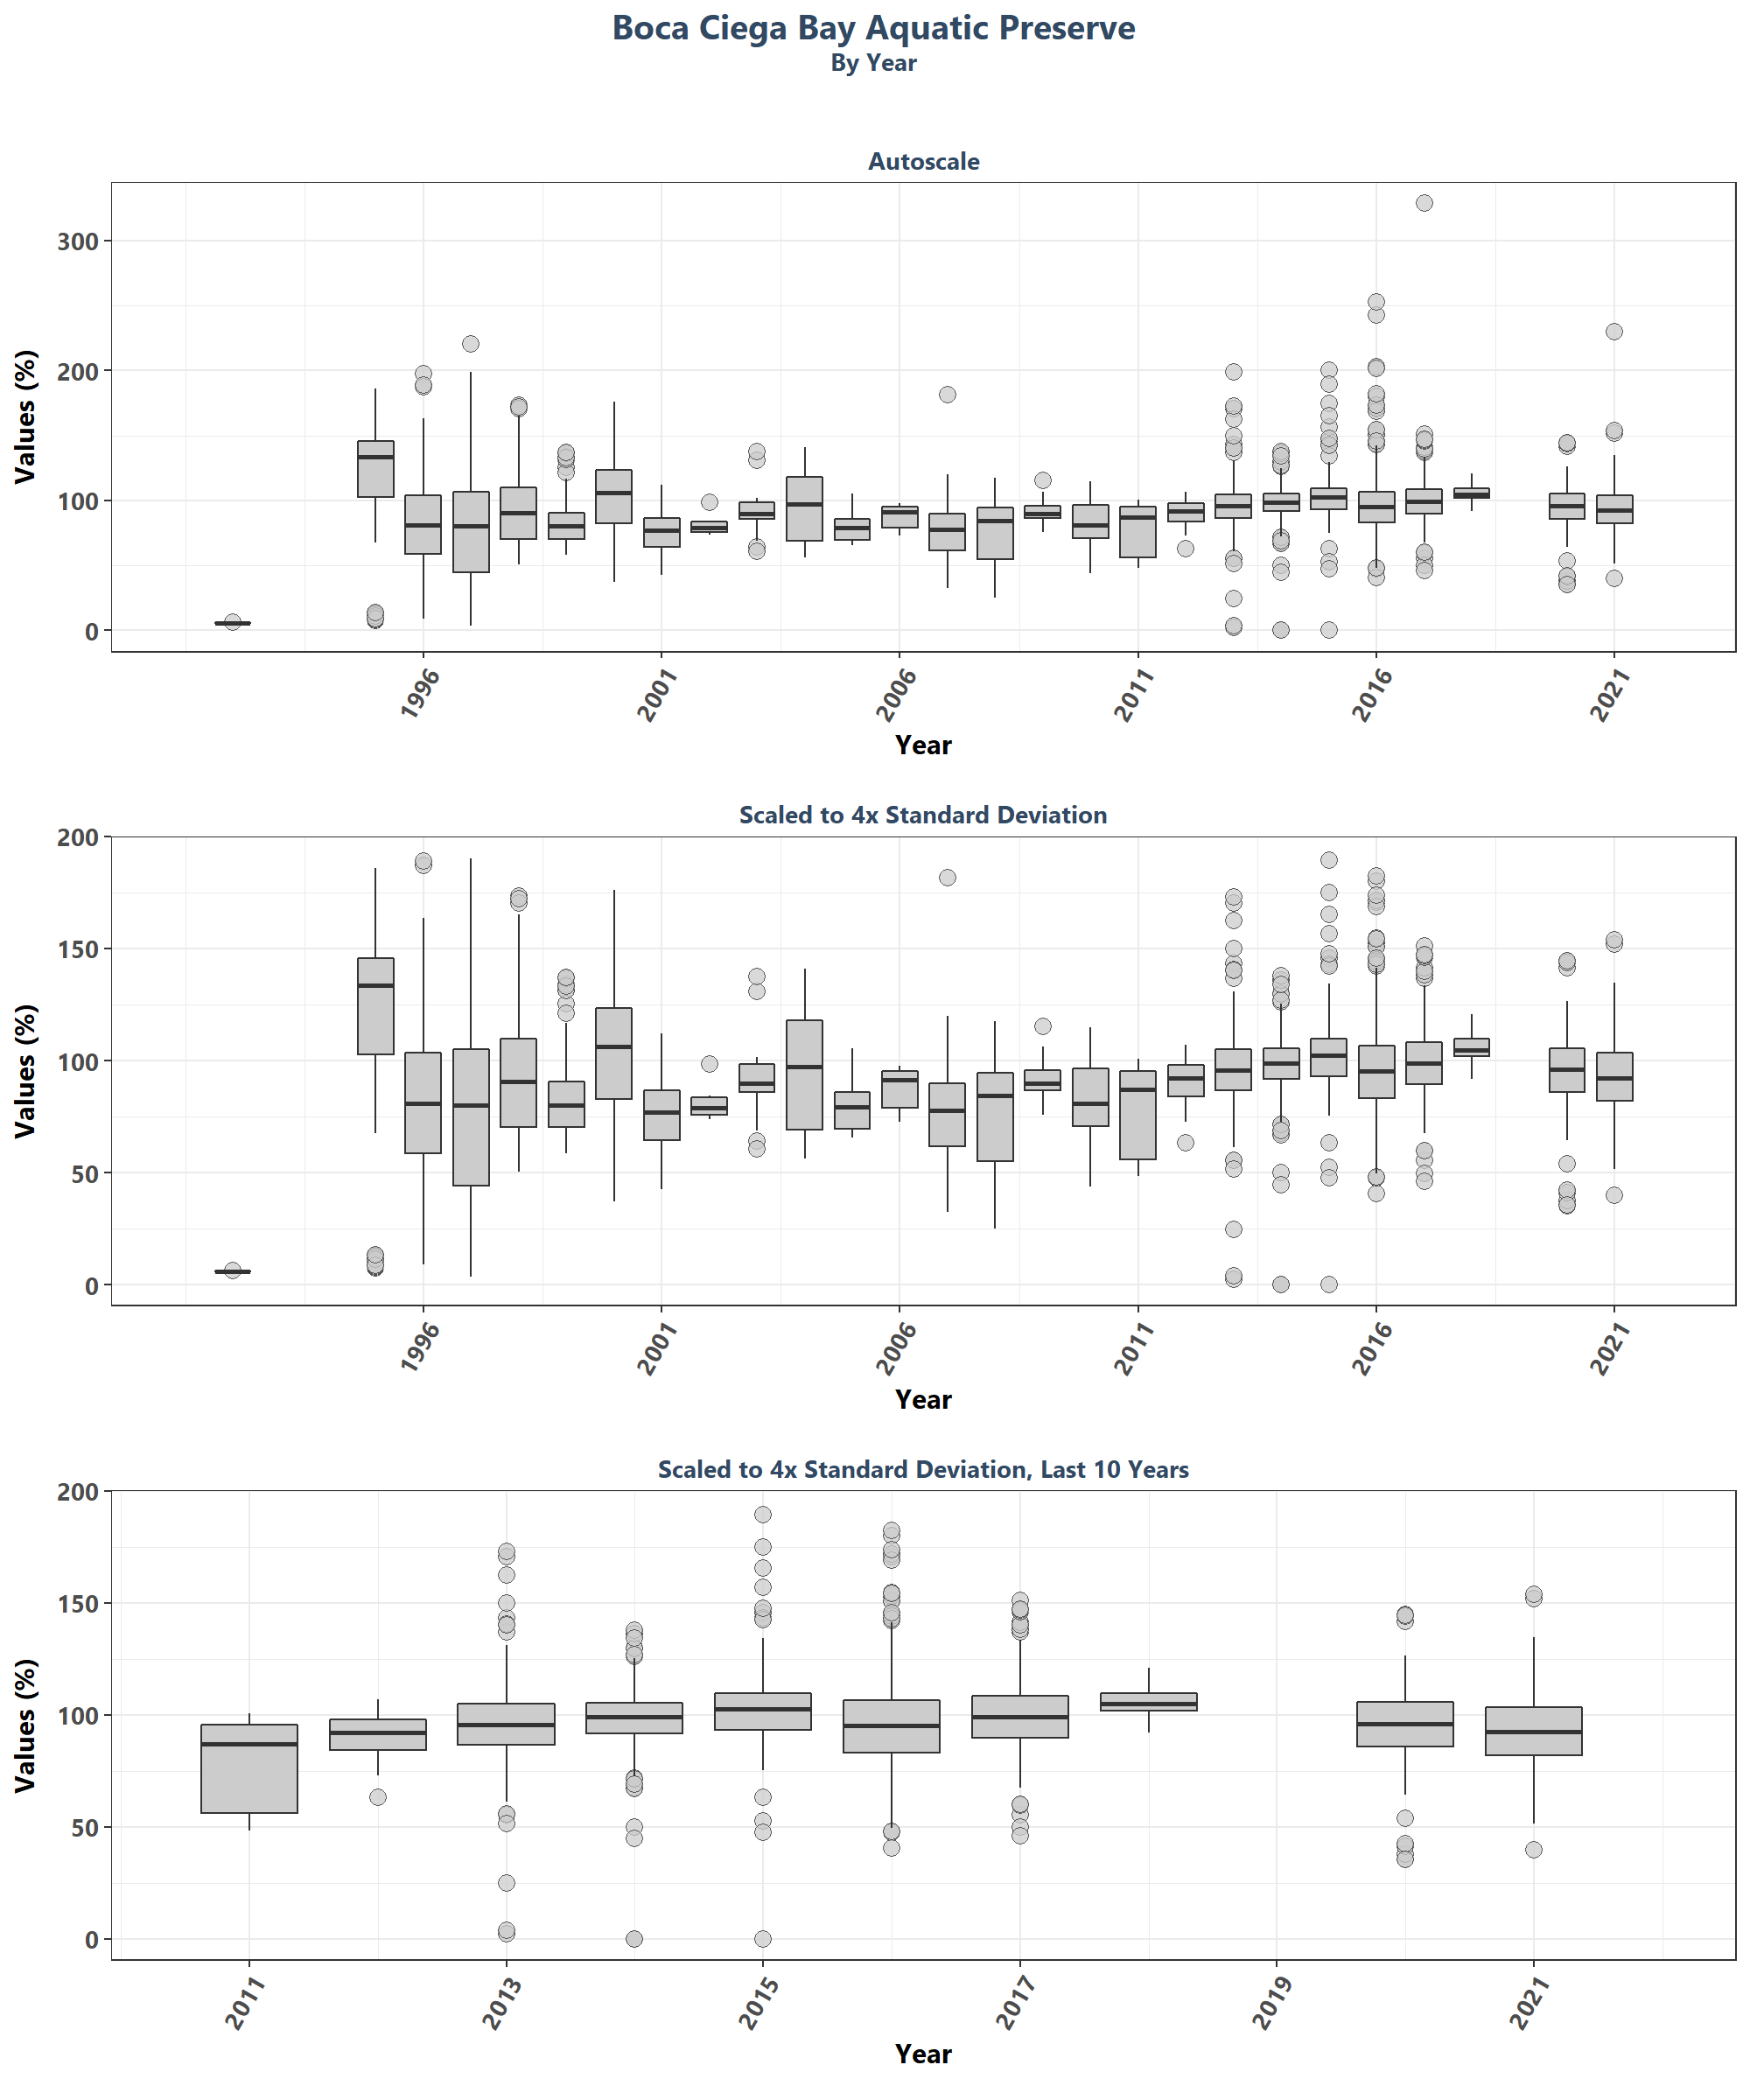 Boca Ciega Bay Aquatic Preserve
By Year
Autoscale
Values (%)
300
200
100
0
1996
2001
2006
2011
2016
2021
Year
Scaled to 4x Standard Deviation
Values (%)
200
150
100
50
0
1996
2001
2006
2011
2016
2021
Year
Scaled to 4x Standard Deviation, Last 10 Years
Values (%)
200
150
100
50
0
2011
2013
2015
2017
2019
2021
Year